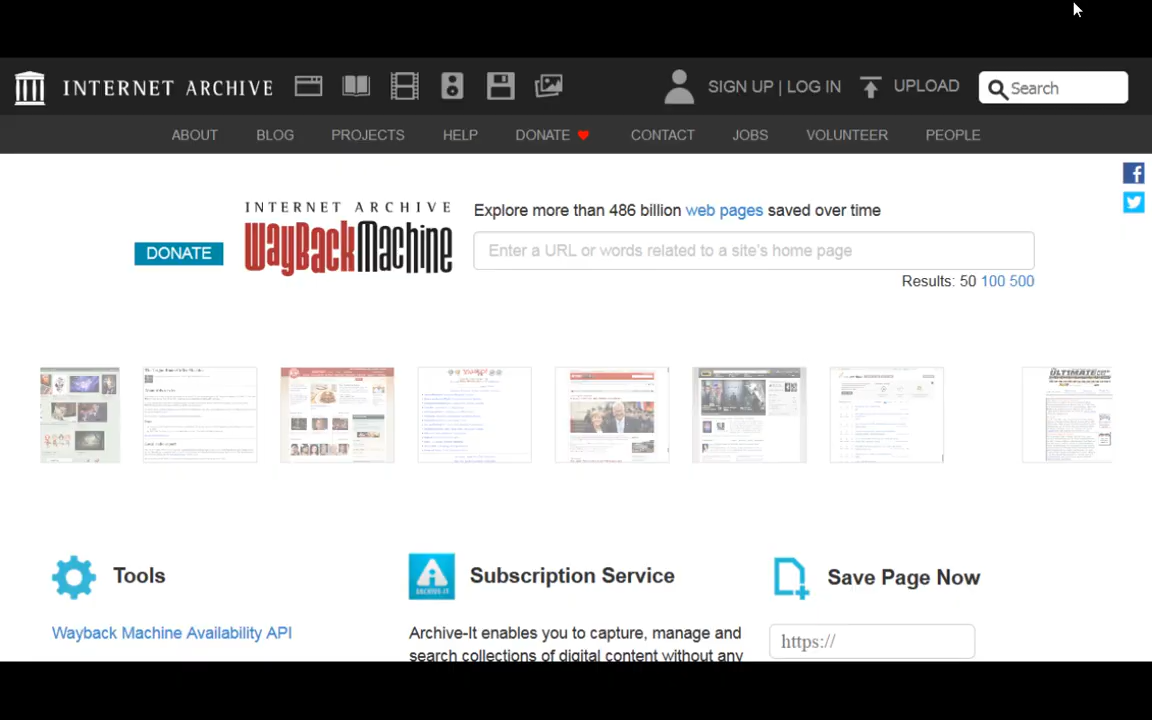 INTERNET ARCHIVE
SIGN UP | LOG IN
UPLOAD
Search
ABOUT
BLOG
PROJECTS
HELP
DONATE
CONTACT
JOBS
VOLUNTEER
PEOPLE
DONATE
INTERNET ARCHIVE
WayBackMachine
Explore more than 486 billion web pages saved over time
Enter a URL or words related to a site's home page
Results: 50 100 500
Tools
Wayback Machine Availability API
ARCHIVE-IT
Subscription Service
Archive-It enables you to capture, manage and
search collections of digital content without any
Save Page Now
https://